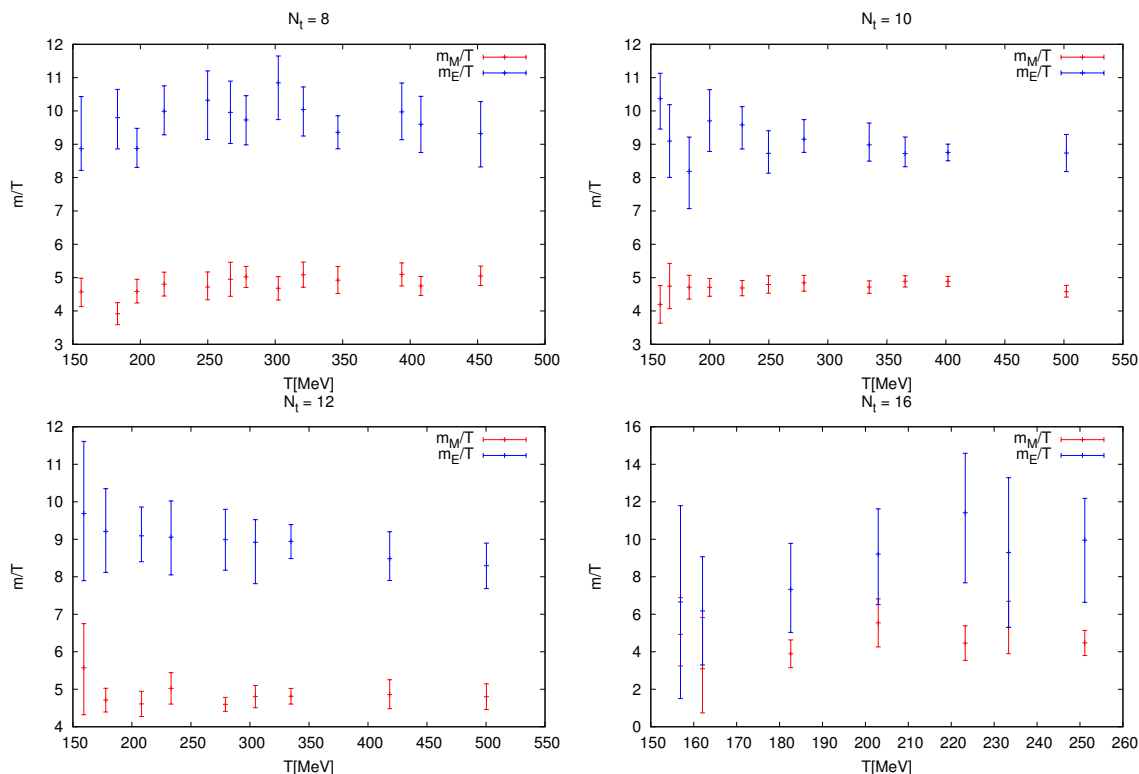 N_t = 8
m_M/T
m_E/T
12
11
10
9
8
7
6
5
4
3
m/T
150 200 250 300 350 400 450 500
T[MeV]
N_t = 10
m_M/T
m_E/T
12
11
10
9
8
7
6
5
4
3
m/T
150 200 250 300 350 400 450 500 550
T[MeV]
N_t = 12
m_M/T
m_E/T
12
11
10
9
8
7
6
5
4
m/T
150 200 250 300 350 400 450 500 550
T[MeV]
N_t = 16
m_M/T
m_E/T
16
14
12
10
8
6
4
2
0
m/T
150 160 170 180 190 200 210 220 230 240 250 260
T[MeV]